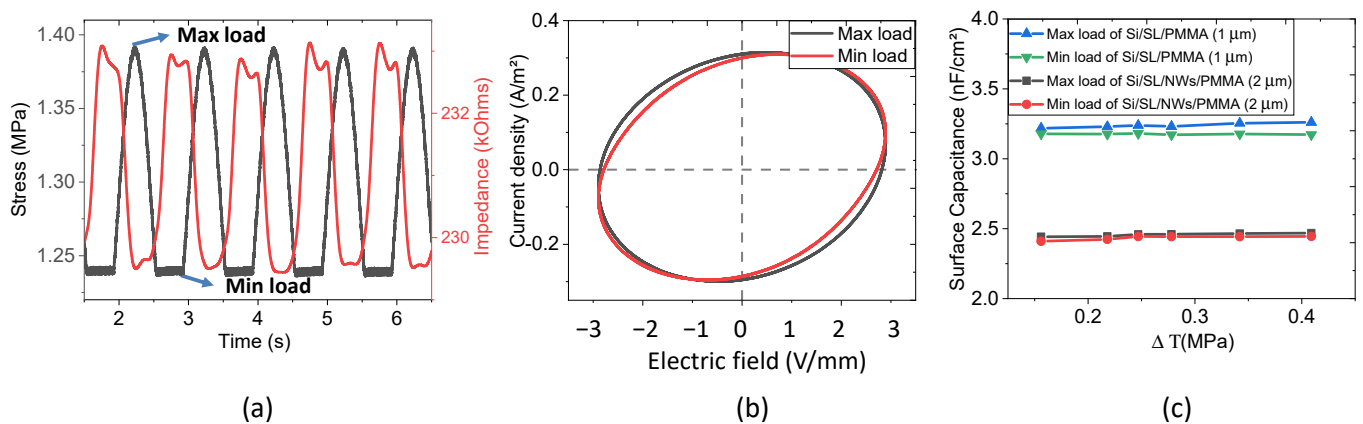 1.40
1.35
1.30
1.25
Stress (MPa)
Max load
Min load
232
230
Impedance (kOhms)
2 3 4 5 6
Time (s)
(a)
0.4
0.2
0.0
−0.2
Current density (A/m²)
Max load
Min load
−3 −2 −1 0 1 2 3
Electric field (V/mm)
(b)
4.0
3.5
3.0
2.5
2.0
Surface Capacitance (nF/cm²)
Max load of Si/SL/PMMA (1 μm)
Min load of Si/SL/PMMA (1 μm)
Max load of Si/SL/NWs/PMMA (2 μm)
Min load of Si/SL/NWs/PMMA (2 μm)
0.2 0.3 0.4
Δ T(MPa)
(c)